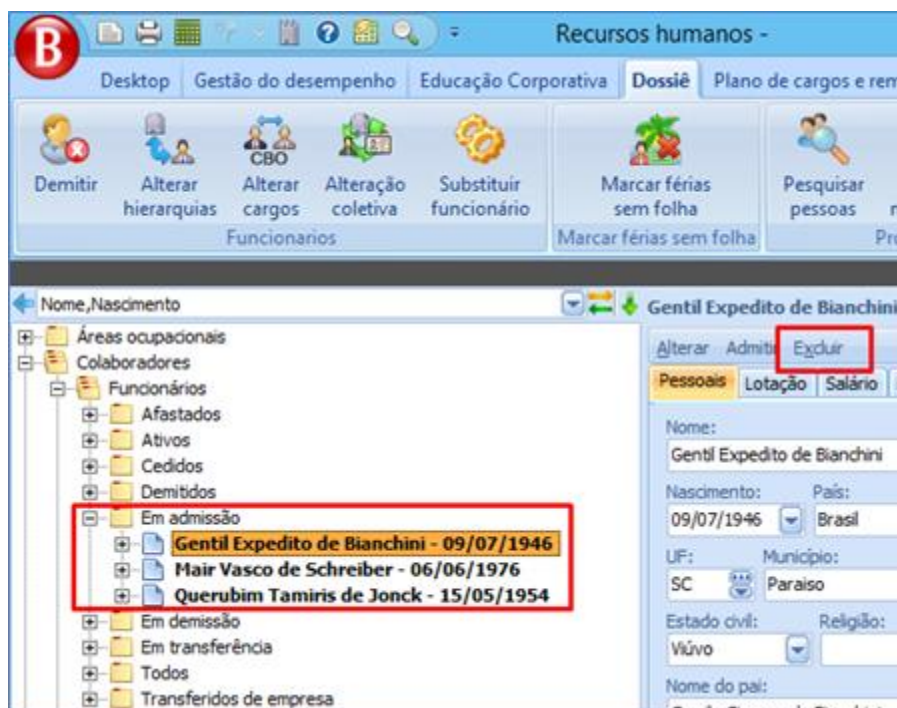 B
Recursos humanos -
Desktop Gestão do desempenho Educação Corporativa Dossiê Plano de cargos e rem
Demitir
Alterar hierarquias
CBO
Alterar cargos
Alteração coletiva
Substituir funcionário
Marcar férias sem folha
Pesquisar pessoas
Funcionarios
Marcar férias sem folha
Nome,Nascimento
Gentil Expedito de Bianchini
Áreas ocupacionais
Colaboradores
Funcionários
Afastados
Ativos
Cedidos
Demitidos
Em admissão
Gentil Expedito de Bianchini - 09/07/1946
Mair Vasco de Schreiber - 06/06/1976
Querubim Tamiris de Jonck - 15/05/1954
Em demissão
Em transferência
Todos
Transferidos de empresa
Alterar Admiti Excluir
Pessoais Lotação Salário
Nome:
Gentil Expedito de Bianchini
Nascimento: País:
09/07/1946 Brasil
UF: Município:
SC Paraiso
Estado civil: Religião:
Viúvo
Nome do pai: